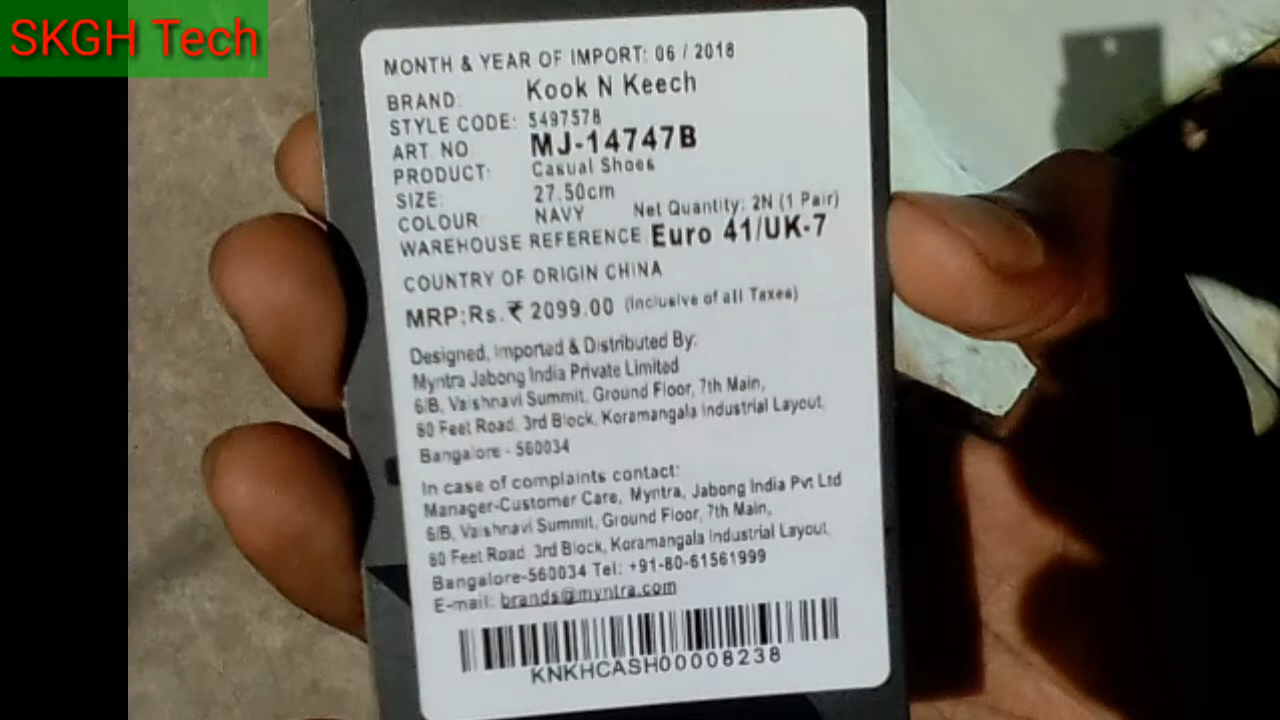 SKGH Tech
MONTH & YEAR OF IMPORT: 06 / 2018
BRAND: Kook N Keech
STYLE CODE: 5497578
ART NO MJ-14747B
PRODUCT: Casual Shoes
SIZE: 27.50cm
COLOUR NAVY Net Quantity: 2N (1 Pair)
WAREHOUSE REFERENCE Euro 41/UK-7
COUNTRY OF ORIGIN CHINA
MRP:Rs. ₹ 2099.00 (Inclusive of all Taxes)
Designed, Imported & Distributed By:
Myntra Jabong India Private Limited
6/B, Vaishnavi Summit, Ground Floor, 7th Main,
80 Feet Road, 3rd Block, Koramangala Industrial Layout,
Bangalore - 560034
In case of complaints contact:
Manager-Customer Care, Myntra, Jabong India Pvt Ltd
6/B, Vaishnavi Summit, Ground Floor, 7th Main,
80 Feet Road, 3rd Block, Koramangala Industrial Layout,
Bangalore-560034 Tel: +91-80-61561999
E-mail: brands@myntra.com
KNKHCASH00008238